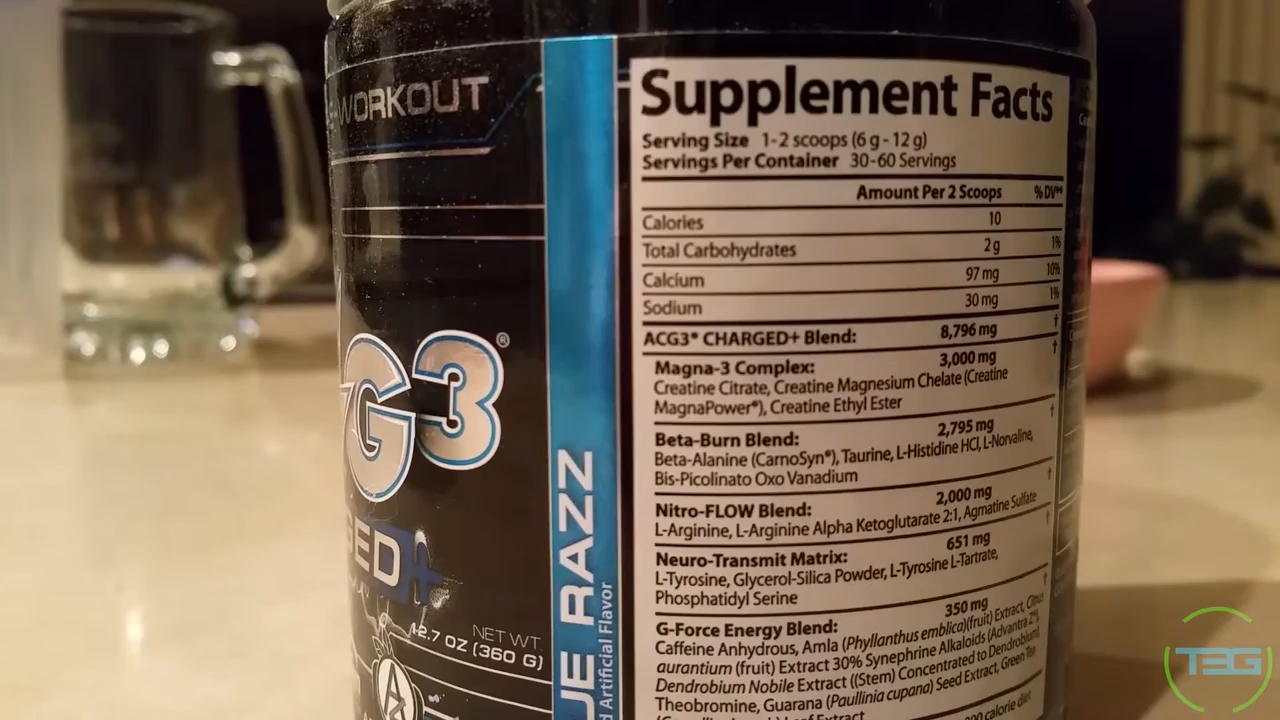 WORKOUT
G3®
GED+
NET WT.
12.7 OZ (360 G)
UE RAZZ
d Artificial Flavor
Supplement Facts
Serving Size 1-2 scoops (6 g - 12 g)
Servings Per Container 30-60 Servings
Amount Per 2 Scoops % DV**
Calories 10
Total Carbohydrates 2 g 1%
Calcium 97 mg 10%
Sodium 30 mg 1%
ACG3® CHARGED+ Blend: 8,796 mg †
Magna-3 Complex: 3,000 mg †
Creatine Citrate, Creatine Magnesium Chelate (Creatine
MagnaPower®), Creatine Ethyl Ester
Beta-Burn Blend: 2,795 mg †
Beta-Alanine (CarnoSyn®), Taurine, L-Histidine HCl, L-Norvaline,
Bis-Picolinato Oxo Vanadium
Nitro-FLOW Blend: 2,000 mg †
L-Arginine, L-Arginine Alpha Ketoglutarate 2:1, Agmatine Sulfate
Neuro-Transmit Matrix: 651 mg †
L-Tyrosine, Glycerol-Silica Powder, L-Tyrosine L-Tartrate,
Phosphatidyl Serine
G-Force Energy Blend: 350 mg †
Caffeine Anhydrous, Amla (Phyllanthus emblica)(fruit) Extract, Citrus
aurantium (fruit) Extract 30% Synephrine Alkaloids (Advantra Z®),
Dendrobium Nobile Extract ((Stem) Concentrated to Dendrobium)
Theobromine, Guarana (Paullinia cupana) Seed Extract, Green Tea
Leaf Extract
calorie diet
TBG